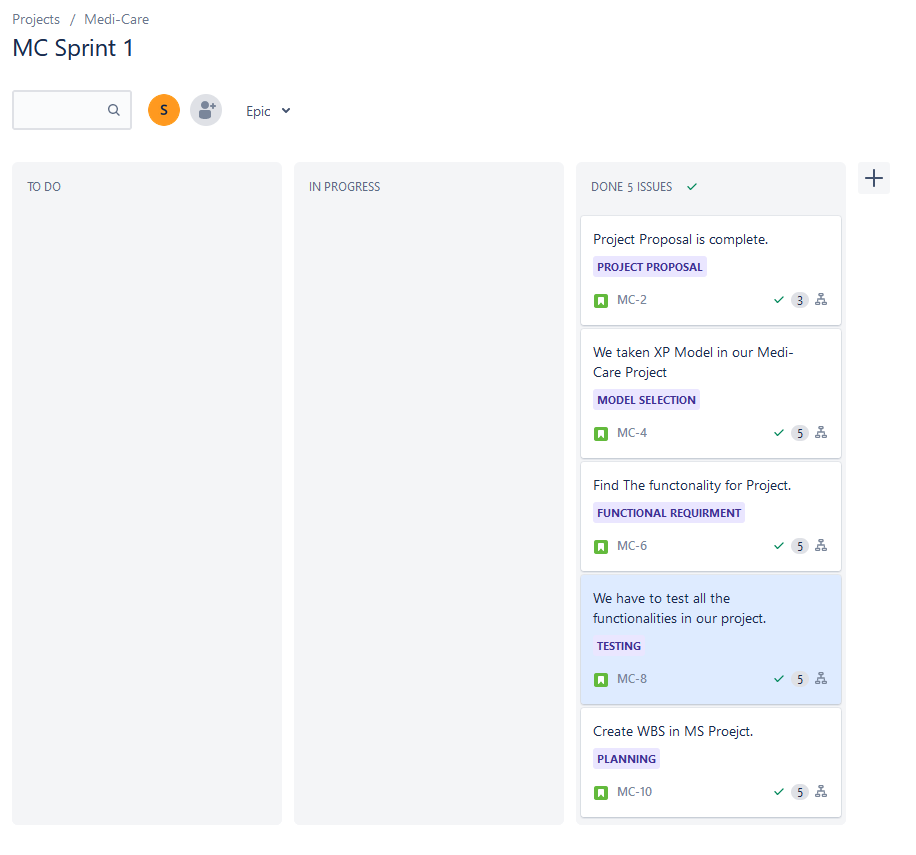 Projects / Medi-Care
MC Sprint 1
S
Epic
TO DO
IN PROGRESS
DONE 5 ISSUES
Project Proposal is complete.
PROJECT PROPOSAL
MC-2
3
We taken XP Model in our Medi-
Care Project
MODEL SELECTION
MC-4
5
Find The functonality for Project.
FUNCTIONAL REQUIRMENT
MC-6
5
We have to test all the
functionalities in our project.
TESTING
MC-8
5
Create WBS in MS Proejct.
PLANNING
MC-10
5